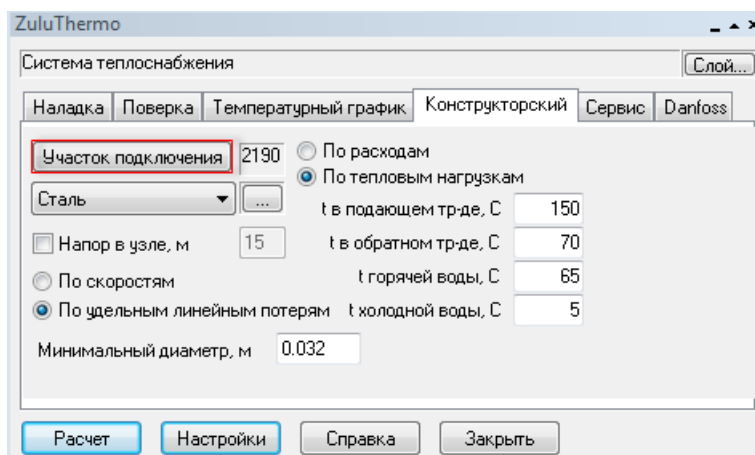 ZuluThermo
Система теплоснабжения Слой...
Наладка Поверка Температурный график Конструкторский Сервис Danfoss
Участок подключения 2190 По расходам
По тепловым нагрузкам
Сталь ... t в подающем тр-де, С 150
Напор в узле, м 15 t в обратном тр-де, С 70
По скоростям t горячей воды, С 65
По удельным линейным потерям t холодной воды, С 5
Минимальный диаметр, м 0.032
Расчет Настройки Справка Закрыть